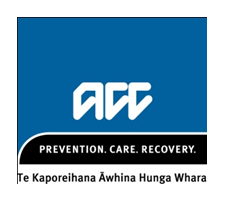 acc
PREVENTION. CARE. RECOVERY.
Te Kaporeihana Āwhina Hunga Whara